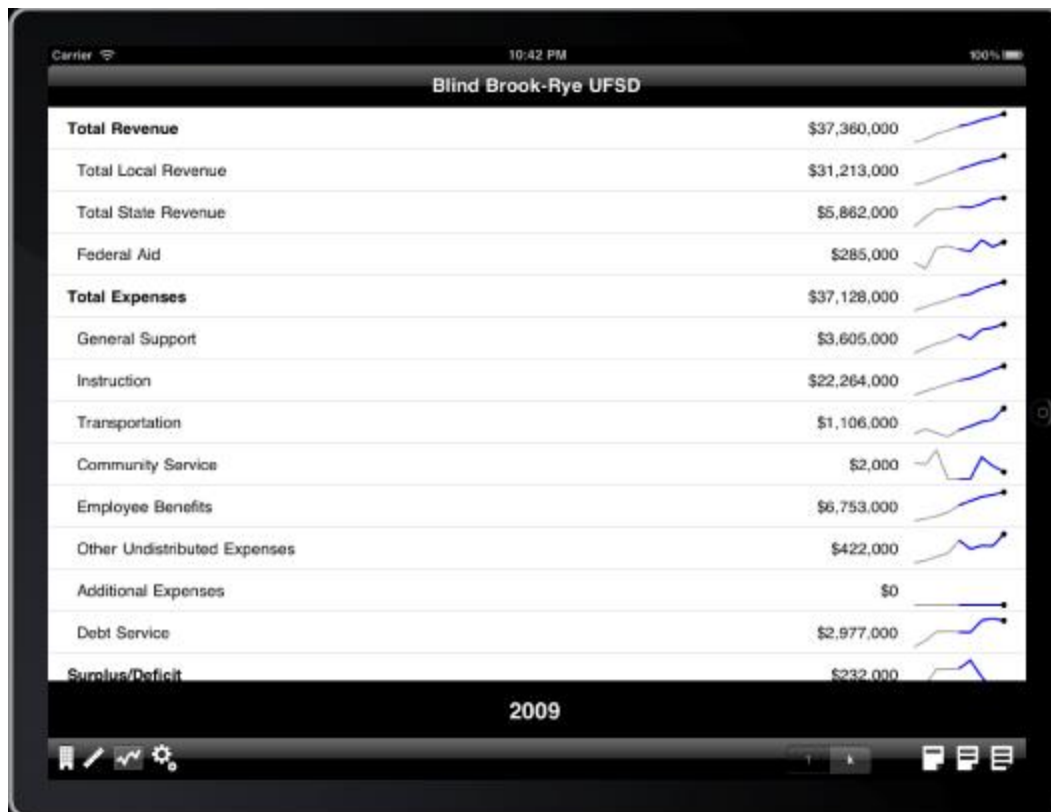 Carrier 10:42 PM 100%
Blind Brook-Rye UFSD
Total Revenue $37,360,000
Total Local Revenue $31,213,000
Total State Revenue $5,862,000
Federal Aid $285,000
Total Expenses $37,128,000
General Support $3,605,000
Instruction $22,264,000
Transportation $1,106,000
Community Service $2,000
Employee Benefits $6,753,000
Other Undistributed Expenses $422,000
Additional Expenses $0
Debt Service $2,977,000
Surplus/Deficit $232,000
2009
k